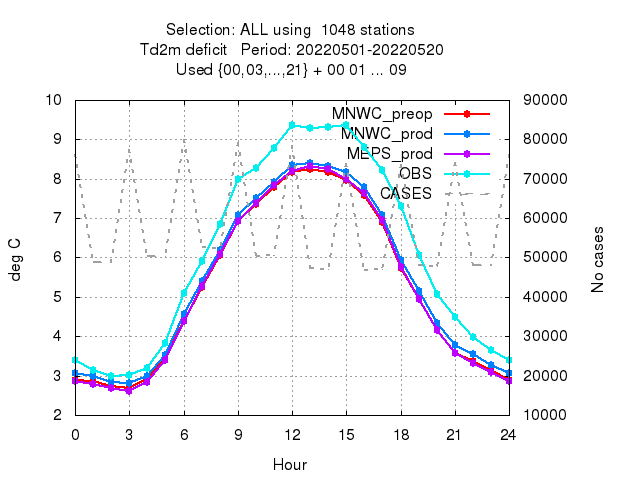 Selection: ALL using  1048 stations
Td2m deficit   Period: 20220501-20220520
Used {00,03,...,21} + 00 01 ... 09
MNWC_preop
MNWC_prod
MEPS_prod
OBS
CASES
10
9
8
7
6
5
4
3
2
deg C
90000
80000
70000
60000
50000
40000
30000
20000
10000
No cases
0 3 6 9 12 15 18 21 24
Hour